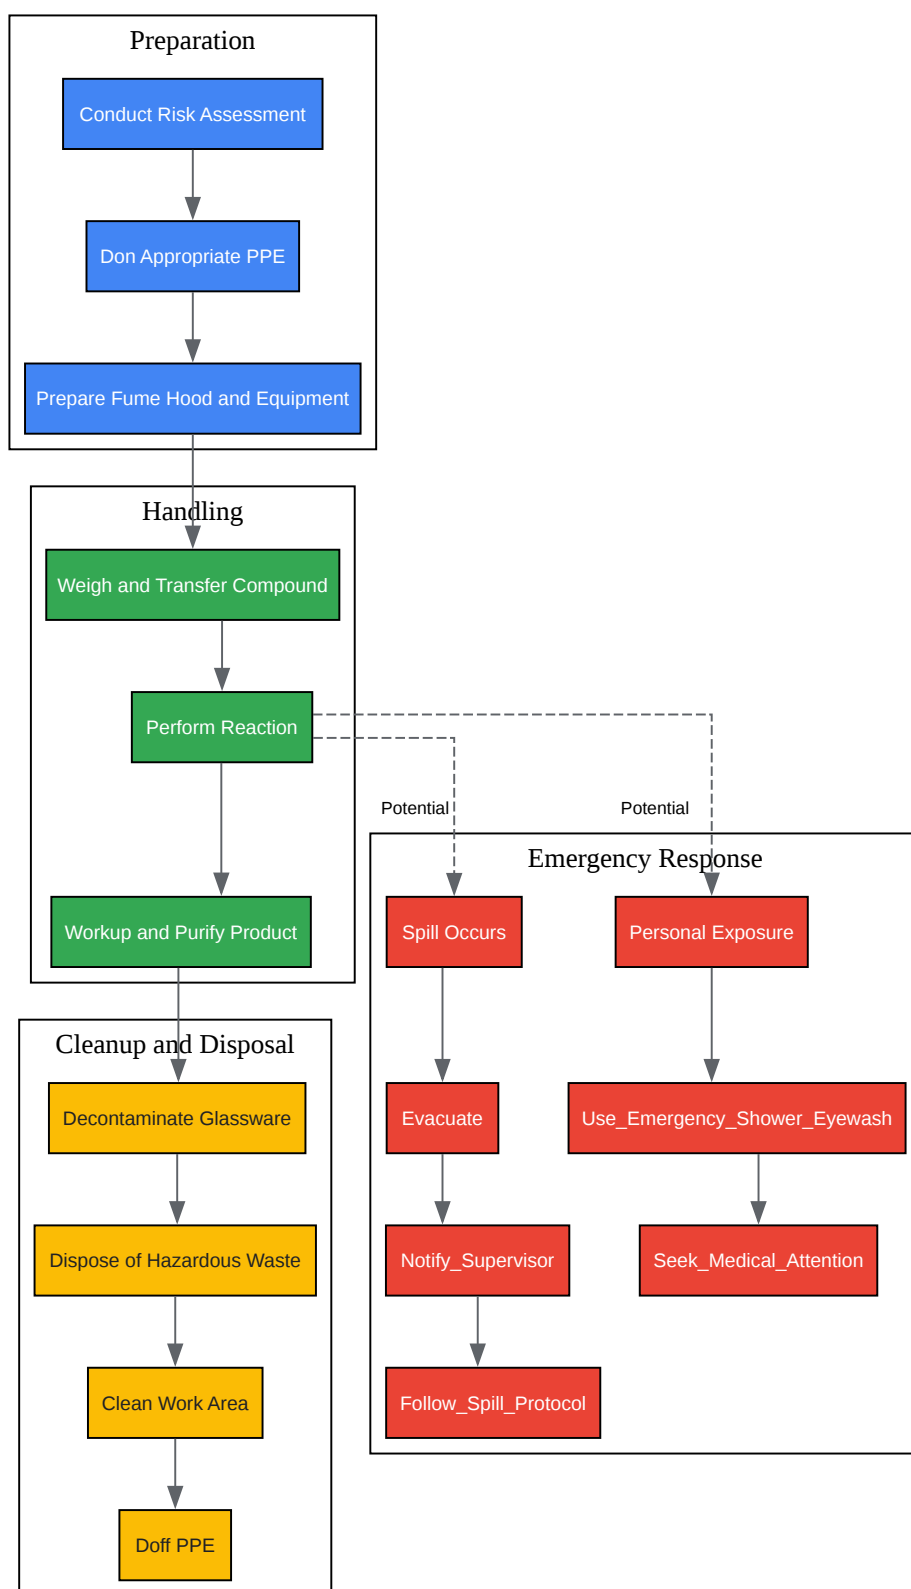 Preparation
Conduct Risk Assessment
Don Appropriate PPE
Prepare Fume Hood and Equipment
Handling
Weigh and Transfer Compound
Perform Reaction
Workup and Purify Product
Potential
Potential
Emergency Response
Spill Occurs
Personal Exposure
Evacuate
Use_Emergency_Shower_Eyewash
Notify_Supervisor
Seek_Medical_Attention
Follow_Spill_Protocol
Cleanup and Disposal
Decontaminate Glassware
Dispose of Hazardous Waste
Clean Work Area
Doff PPE